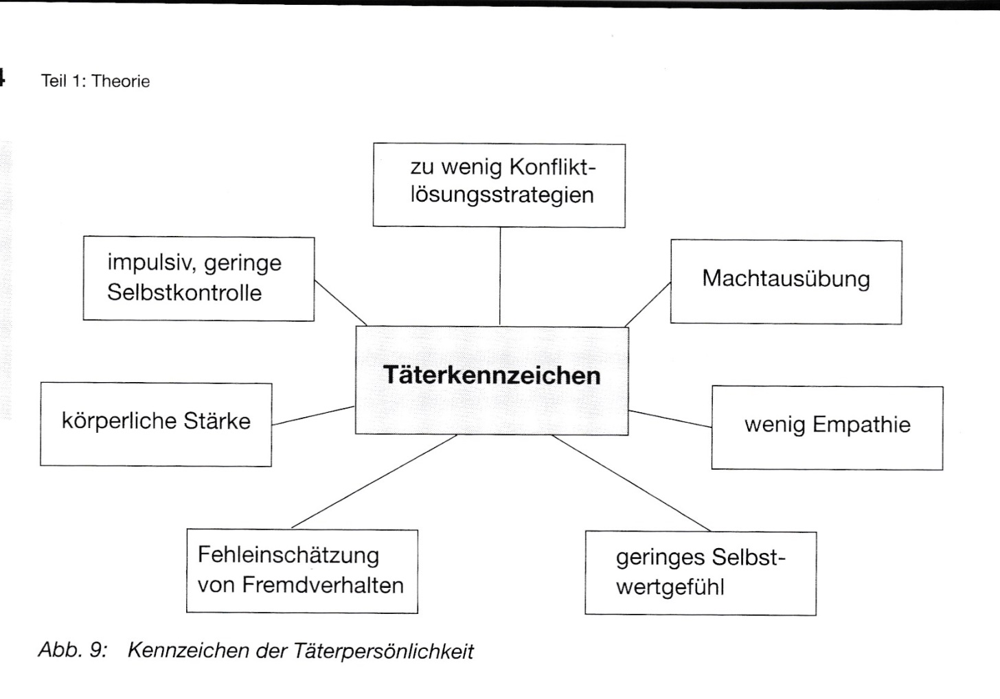 4 Teil 1: Theorie
zu wenig Konflikt-
lösungsstrategien
impulsiv, geringe
Selbstkontrolle
Machtausübung
Täterkennzeichen
körperliche Stärke
wenig Empathie
Fehleinschätzung
von Fremdverhalten
geringes Selbst-
wertgefühl
Abb. 9: Kennzeichen der Täterpersönlichkeit